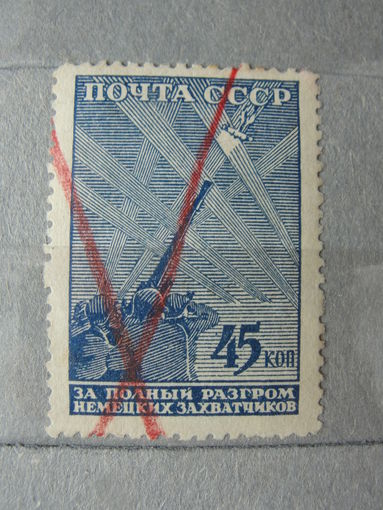 ПОЧТА СССР
45 КОП
ЗА ПОЛНЫЙ РАЗГРОМ
НЕМЕЦКИХ ЗАХВАТЧИКОВ